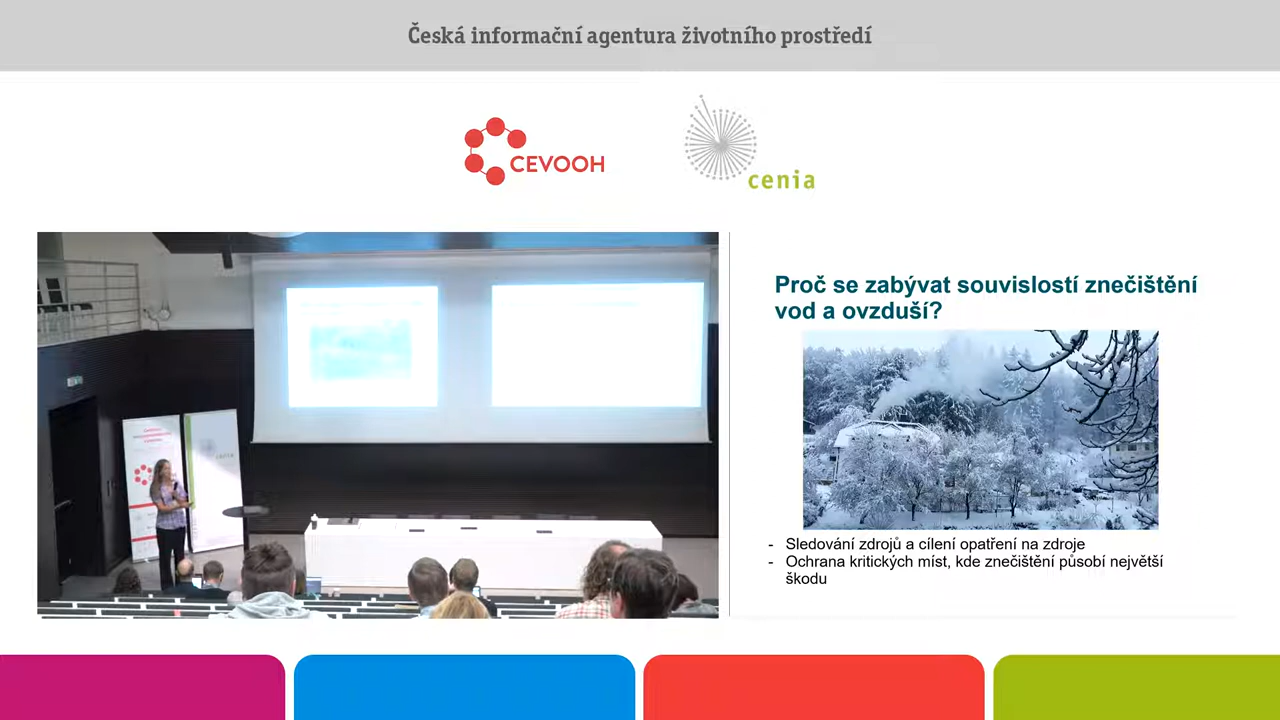 Česká informační agentura životního prostředí
CEVOOH
cenia
cenia
Proč se zabývat souvislostí znečištění
vod a ovzduší?
- Sledování zdrojů a cílení opatření na zdroje
- Ochrana kritických míst, kde znečištění působí největší
škodu